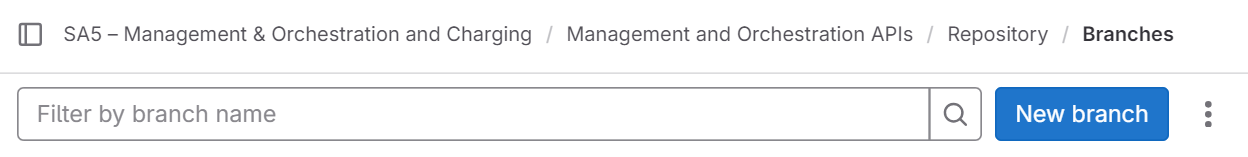 SA5 – Management & Orchestration and Charging / Management and Orchestration APIs / Repository / Branches
Filter by branch name New branch